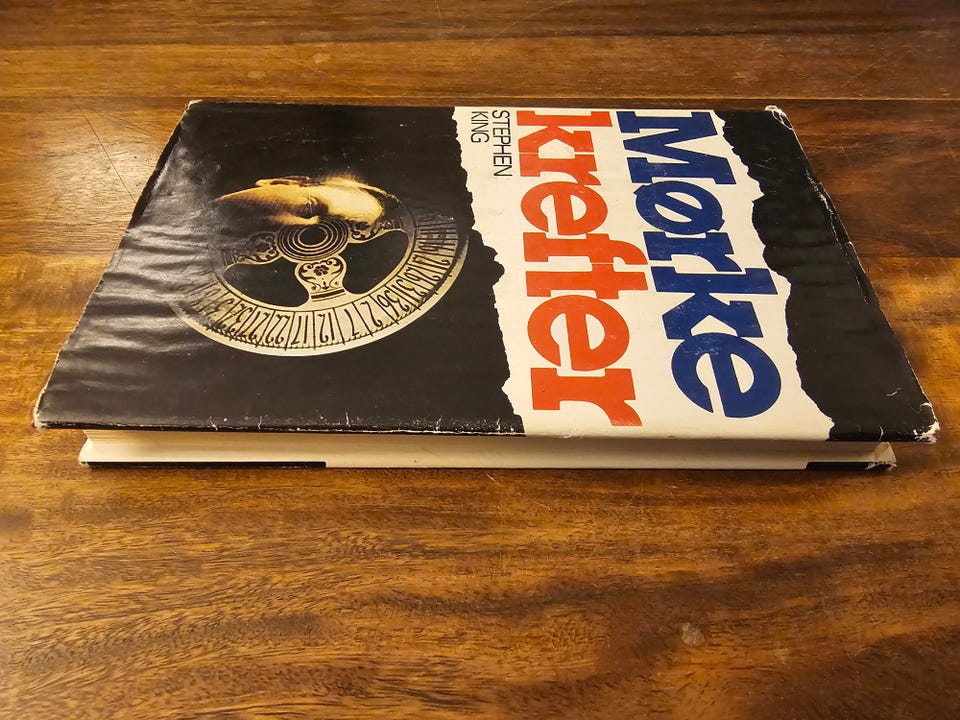 Mørke
krefter
STEPHEN
KING